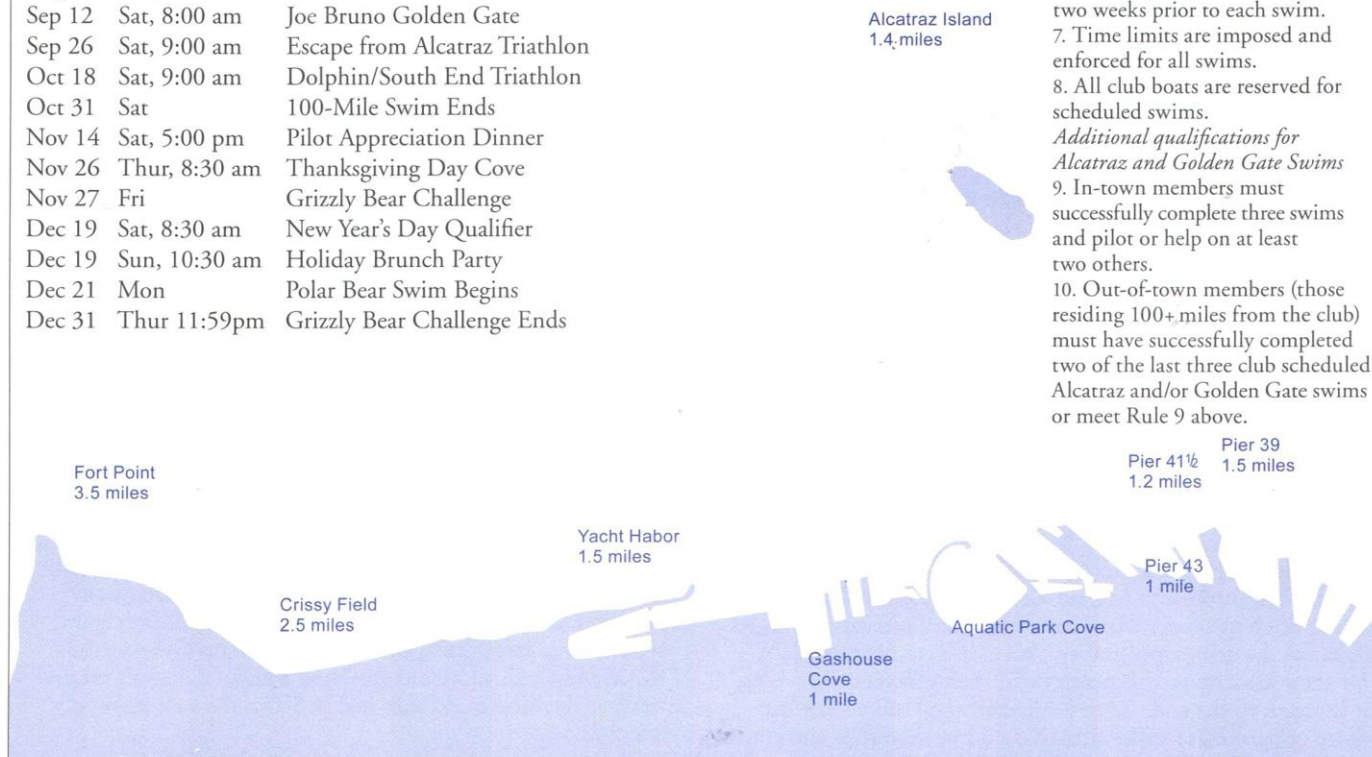 Sep 12 Sat, 8:00 am Joe Bruno Golden Gate
Sep 26 Sat, 9:00 am Escape from Alcatraz Triathlon
Oct 18 Sat, 9:00 am Dolphin/South End Triathlon
Oct 31 Sat 100-Mile Swim Ends
Nov 14 Sat, 5:00 pm Pilot Appreciation Dinner
Nov 26 Thur, 8:30 am Thanksgiving Day Cove
Nov 27 Fri Grizzly Bear Challenge
Dec 19 Sat, 8:30 am New Year's Day Qualifier
Dec 19 Sun, 10:30 am Holiday Brunch Party
Dec 21 Mon Polar Bear Swim Begins
Dec 31 Thur 11:59pm Grizzly Bear Challenge Ends
Alcatraz Island
1.4 miles
two weeks prior to each swim.
7. Time limits are imposed and
enforced for all swims.
8. All club boats are reserved for
scheduled swims.
Additional qualifications for
Alcatraz and Golden Gate Swims
9. In-town members must
successfully complete three swims
and pilot or help on at least
two others.
10. Out-of-town members (those
residing 100+ miles from the club)
must have successfully completed
two of the last three club scheduled
Alcatraz and/or Golden Gate swims
or meet Rule 9 above.
Fort Point
3.5 miles
Crissy Field
2.5 miles
Yacht Habor
1.5 miles
Gashouse
Cove
1 mile
Aquatic Park Cove
Pier 43
1 mile
Pier 41½
1.2 miles
Pier 39
1.5 miles